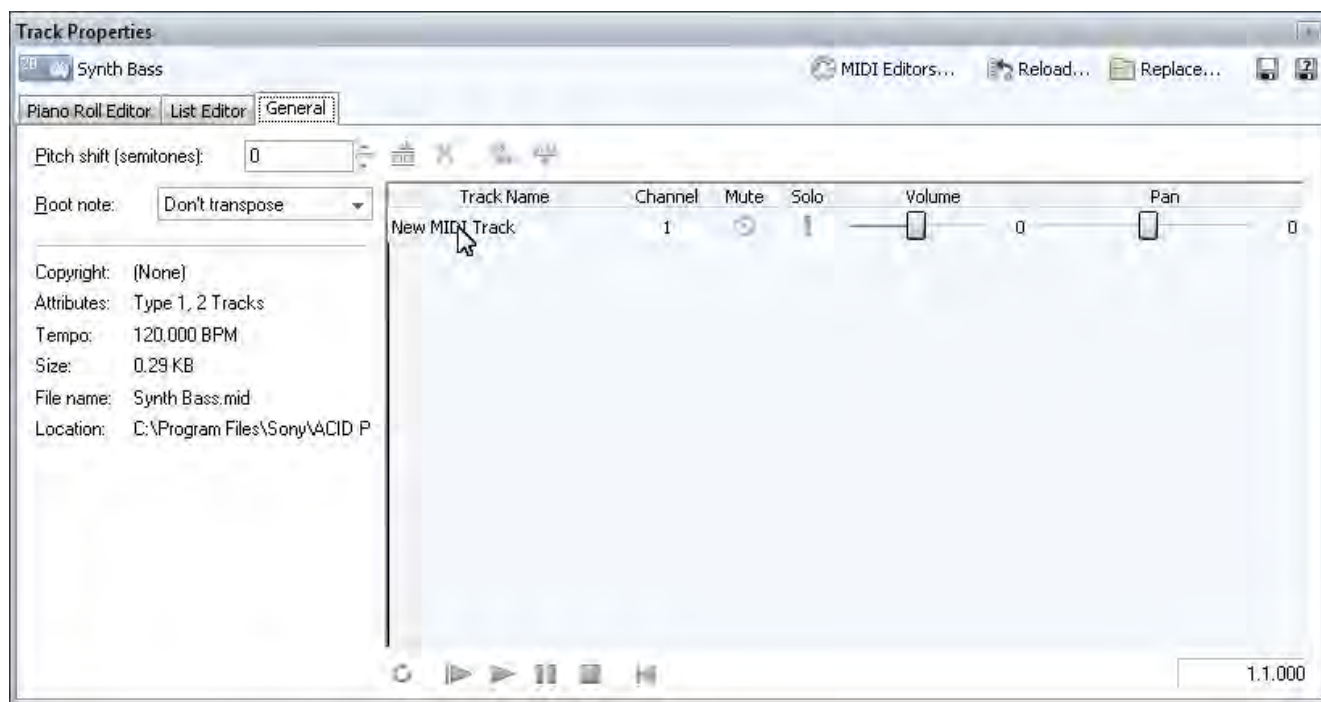 Track Properties
28 Synth Bass MIDI Editors... Reload... Replace...
Piano Roll Editor List Editor General
Pitch shift (semitones): 0
Root note: Don't transpose
Track Name Channel Mute Solo Volume Pan
New MIDI Track 1 0 0
Copyright: (None)
Attributes: Type 1, 2 Tracks
Tempo: 120.000 BPM
Size: 0.29 KB
File name: Synth Bass.mid
Location: C:\Program Files\Sony\ACID P
1.1.000